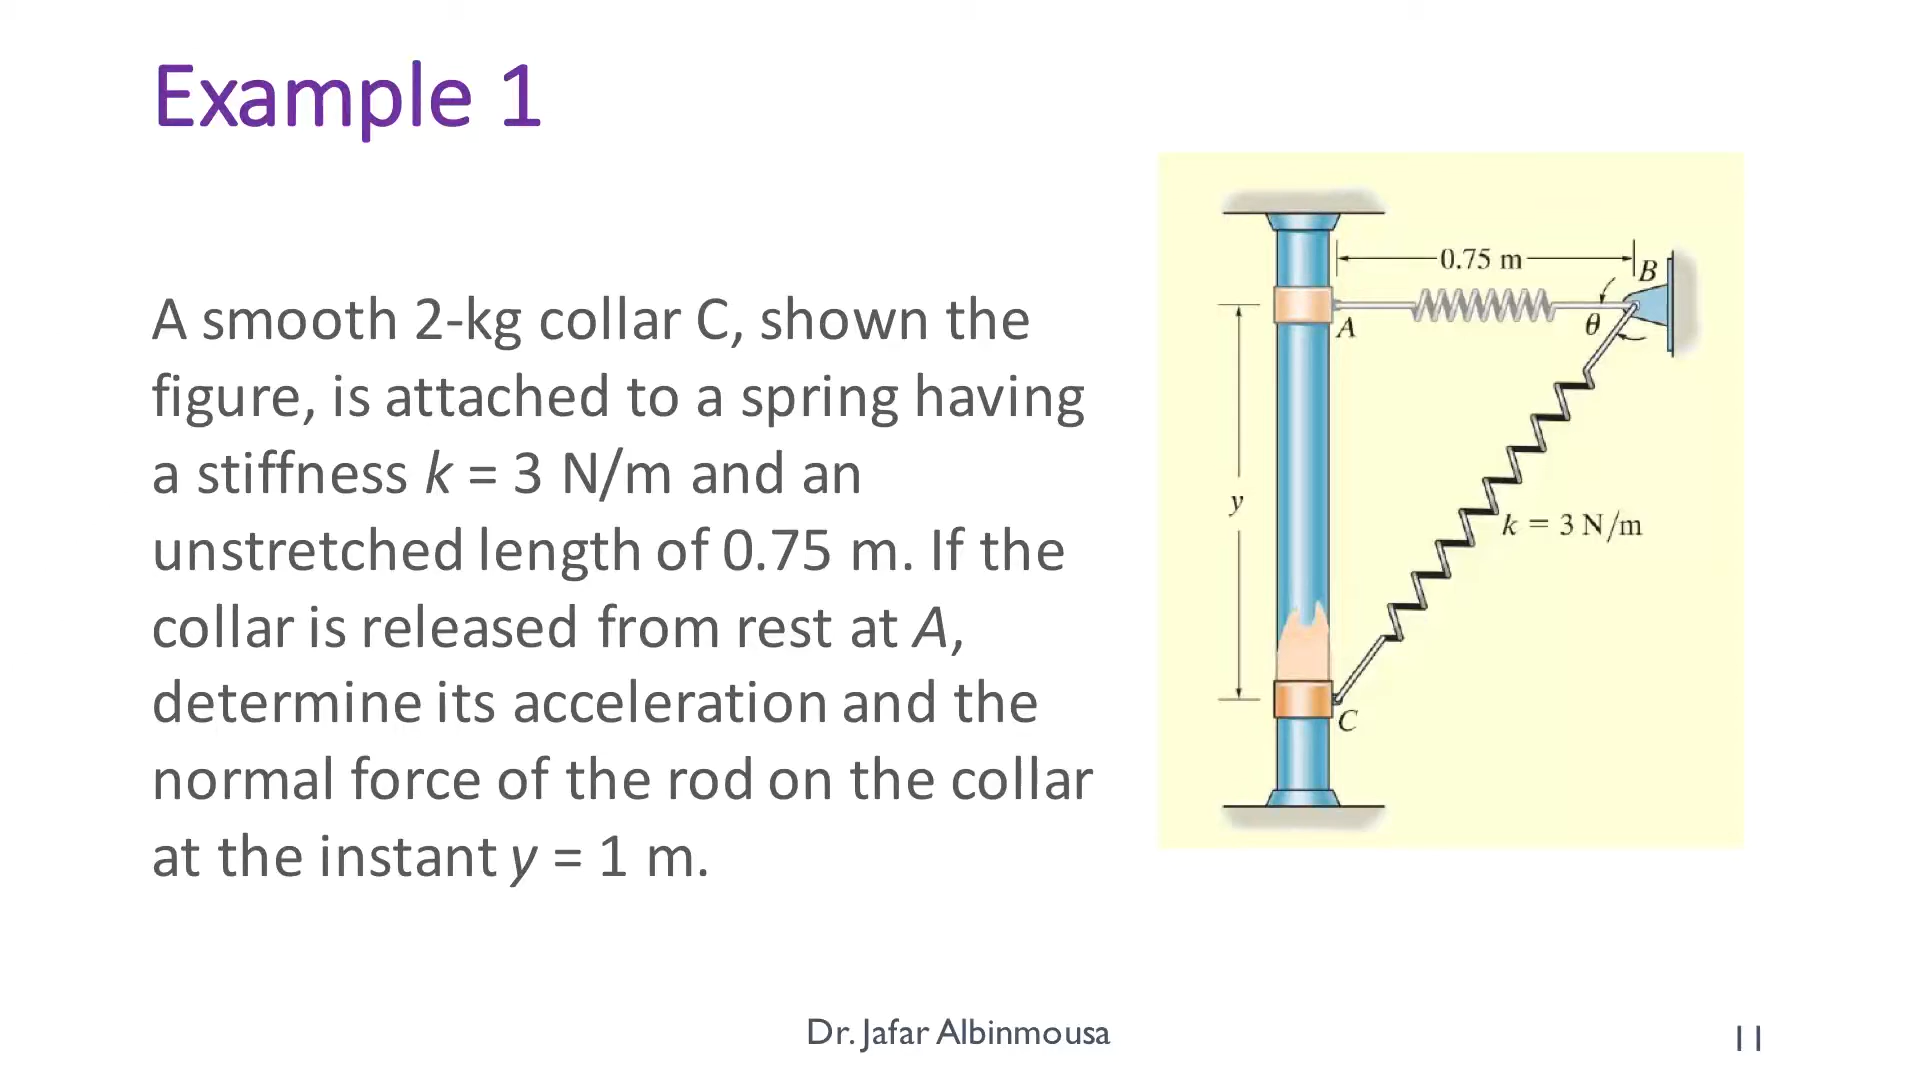 Example 1
A smooth 2-kg collar C, shown the
figure, is attached to a spring having
a stiffness k = 3 N/m and an
unstretched length of 0.75 m. If the
collar is released from rest at A,
determine its acceleration and the
normal force of the rod on the collar
at the instant y = 1 m.
0.75 m
B
A
θ
y
k = 3 N/m
C
Dr. Jafar Albinmousa
11